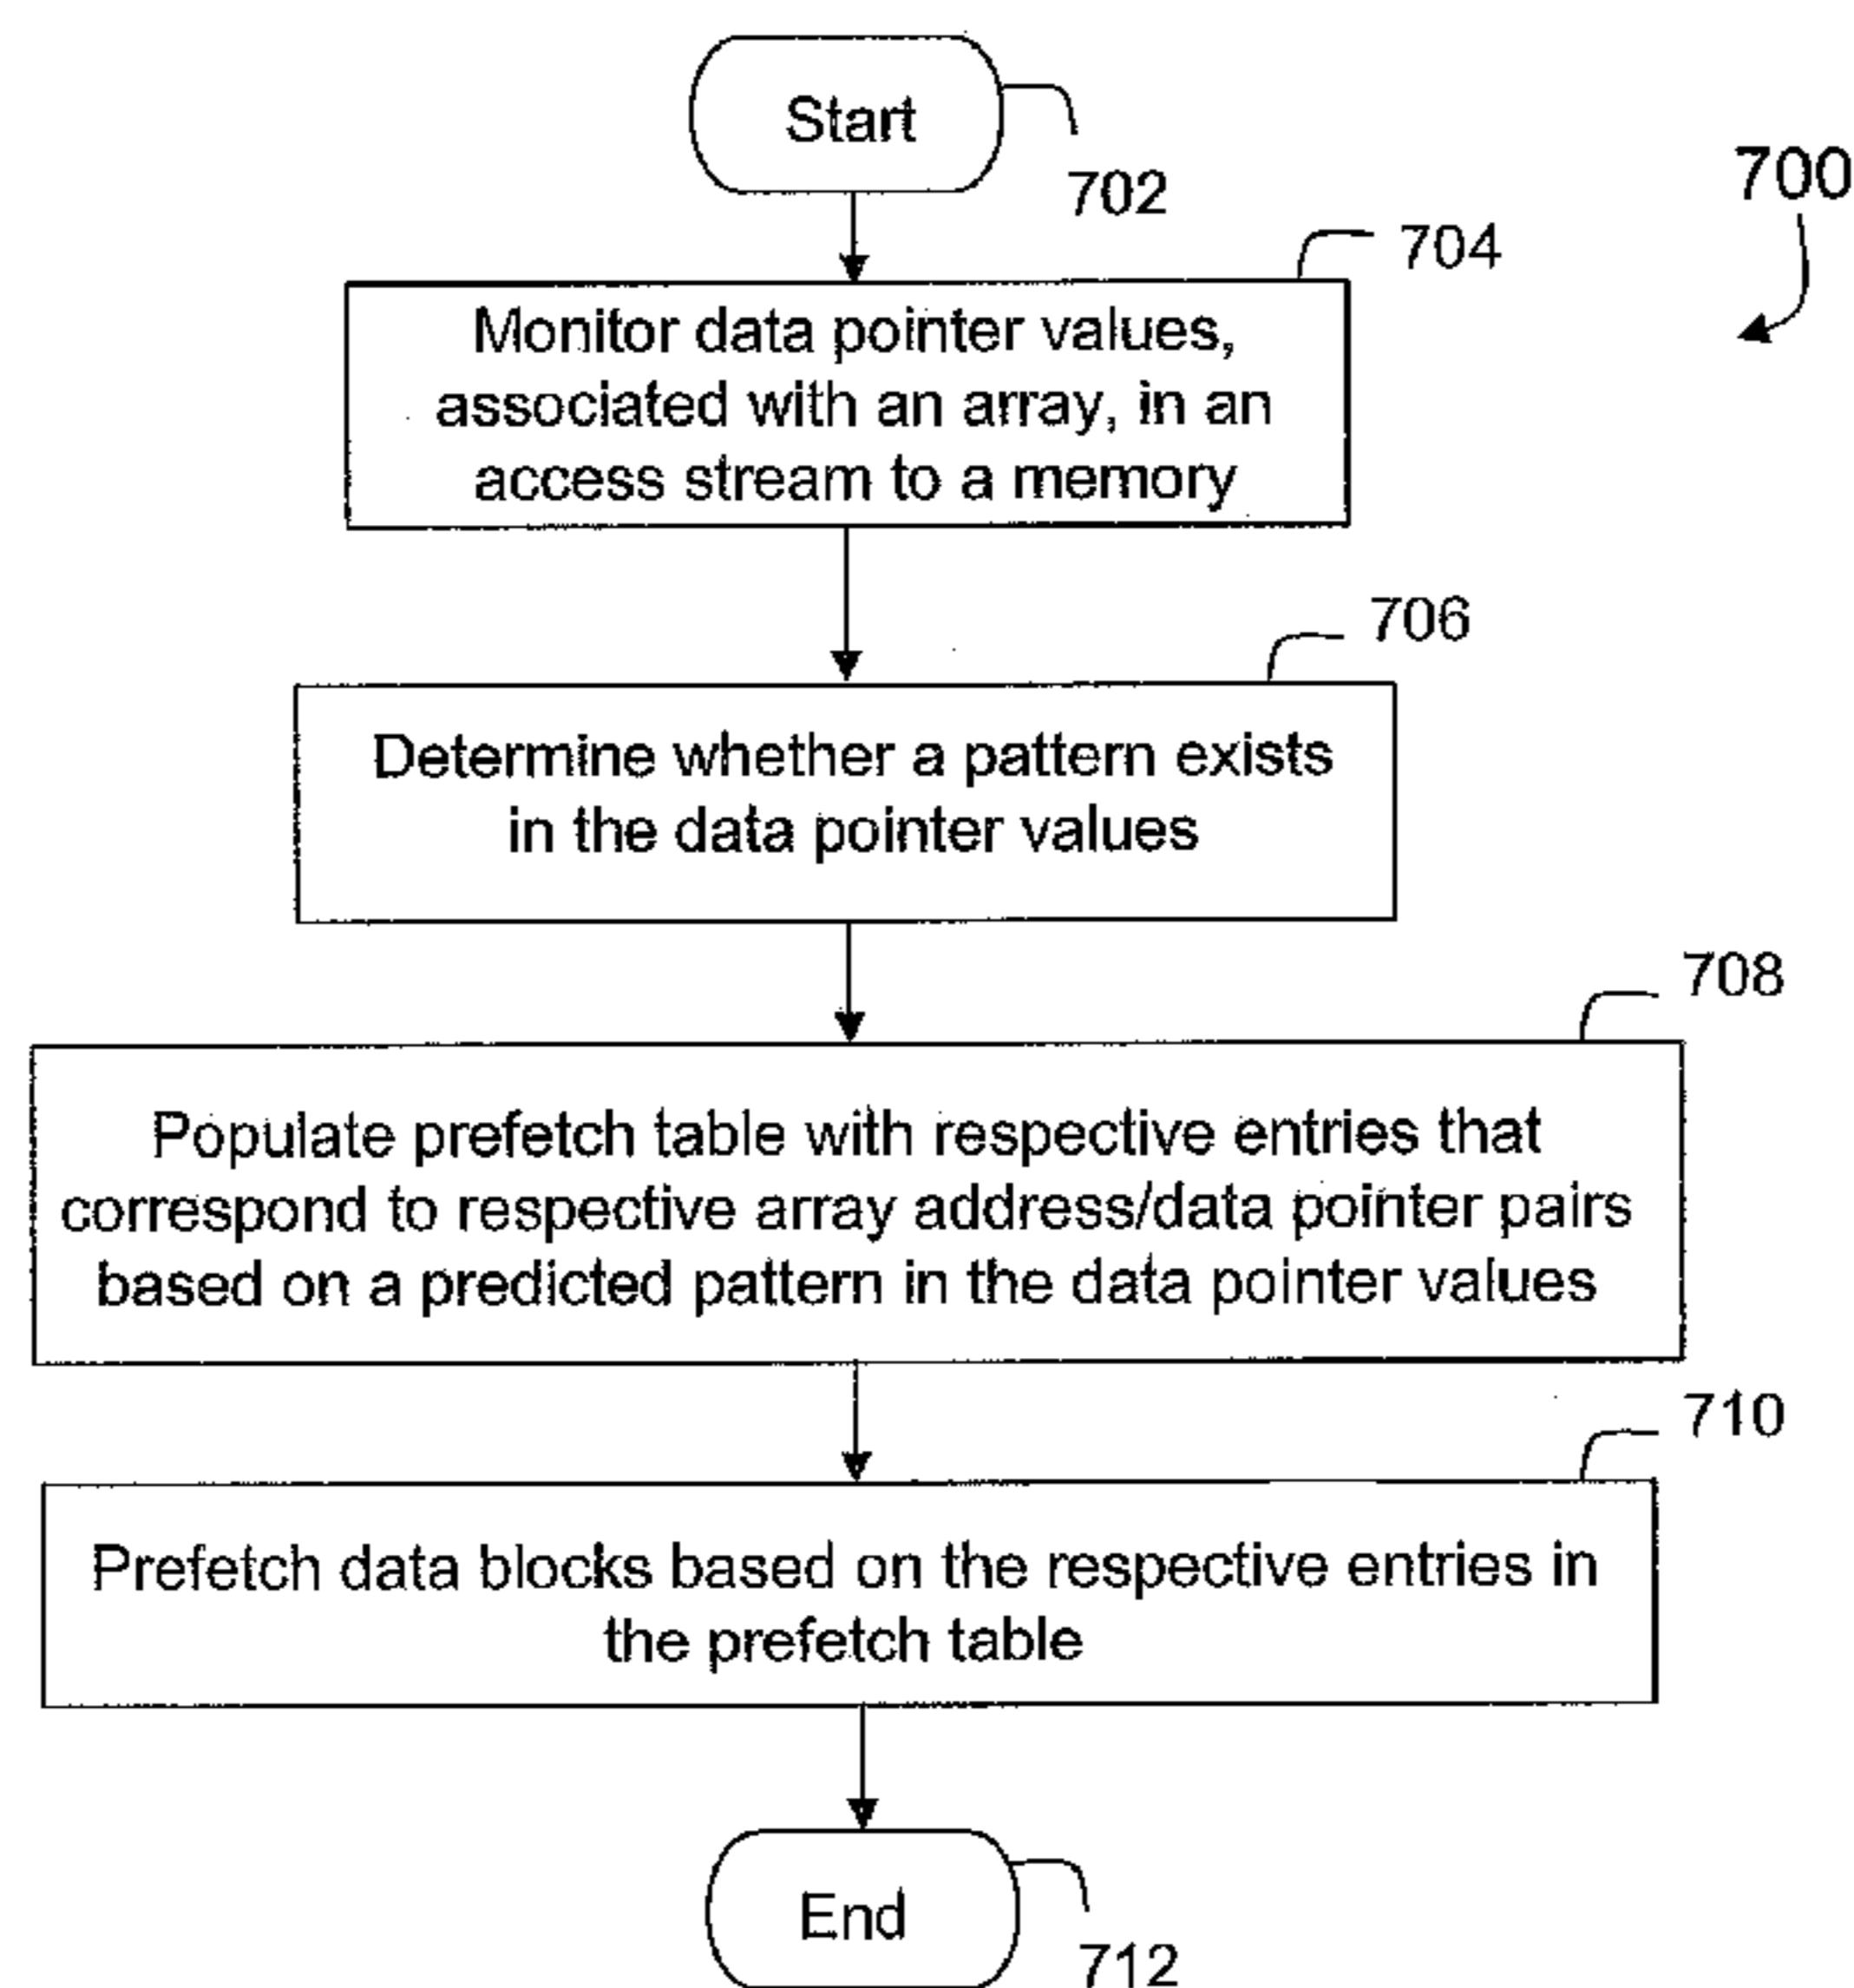 Start
702
700
704
Monitor data pointer values,
associated with an array, in an
access stream to a memory
706
Determine whether a pattern exists
in the data pointer values
708
Populate prefetch table with respective entries that
correspond to respective array address/data pointer pairs
based on a predicted pattern in the data pointer values
710
Prefetch data blocks based on the respective entries in
the prefetch table
End
712